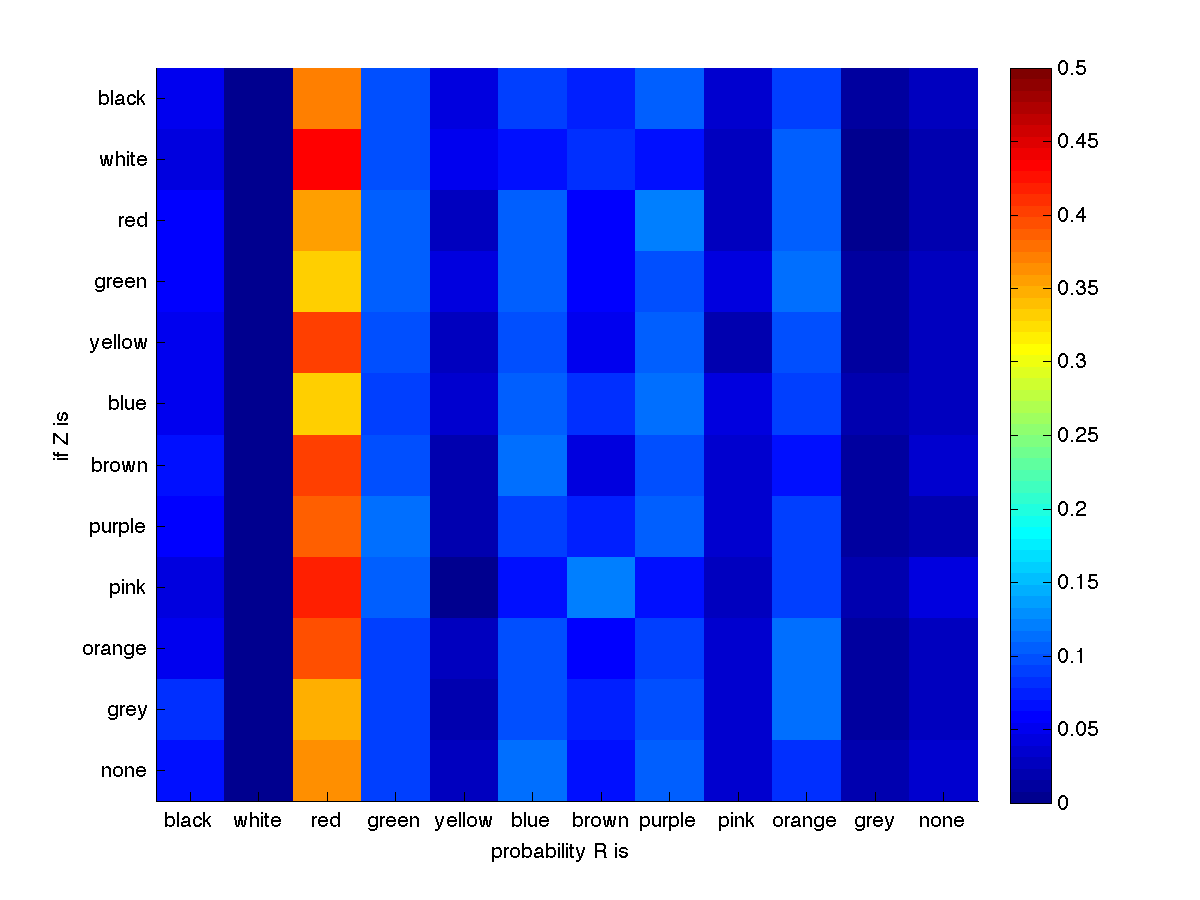 black
white
red
green
yellow
blue
brown
purple
pink
orange
grey
none
if Z is
black white red green yellow blue brown purple pink orange grey none
probability R is
0.5
0.45
0.4
0.35
0.3
0.25
0.2
0.15
0.1
0.05
0